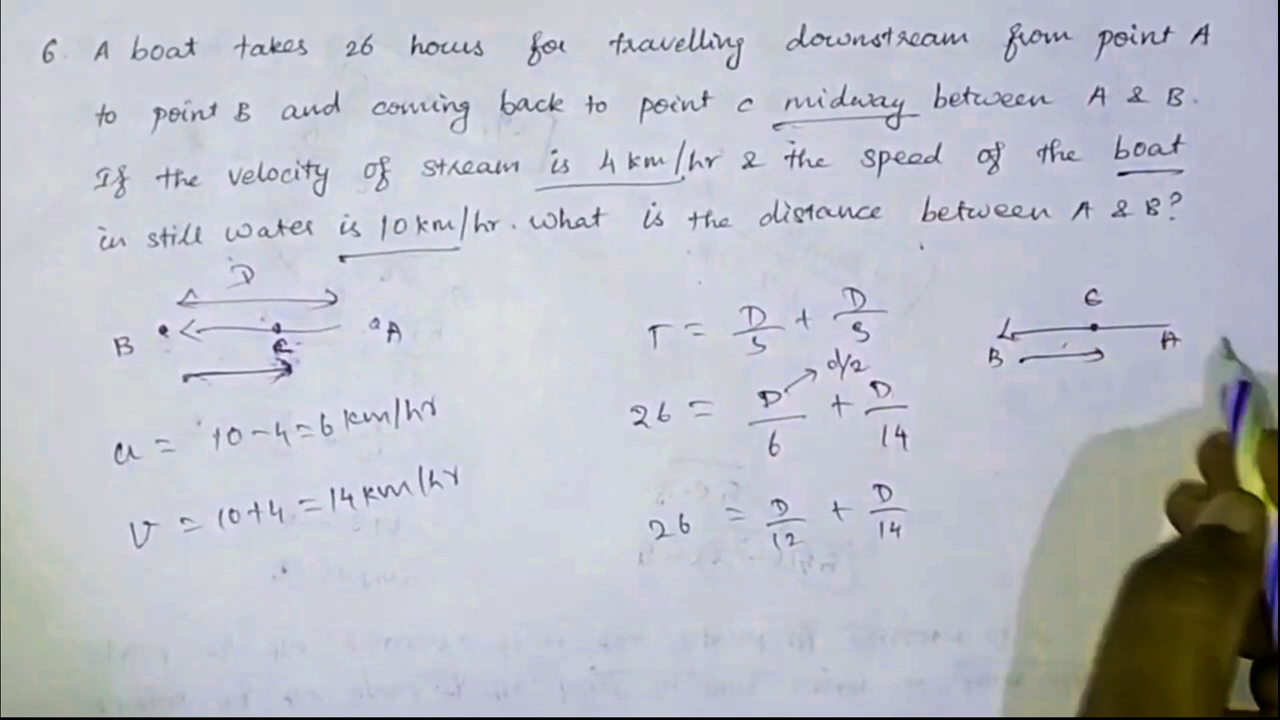 6. A boat takes 26 hours for travelling downstream from point A
to point B and coming back to point C midway between A & B.
If the velocity of stream is 4 km/hr & the speed of the boat
in still water is 10 km/hr. What is the distance between A & B?
D
B C A
u = 10-4=6 km/hr
V = 10+4 = 14 km/hr
T = D/S + D/S
d/2
26 = D/6 + D/14
26 = D/12 + D/14
C
B A